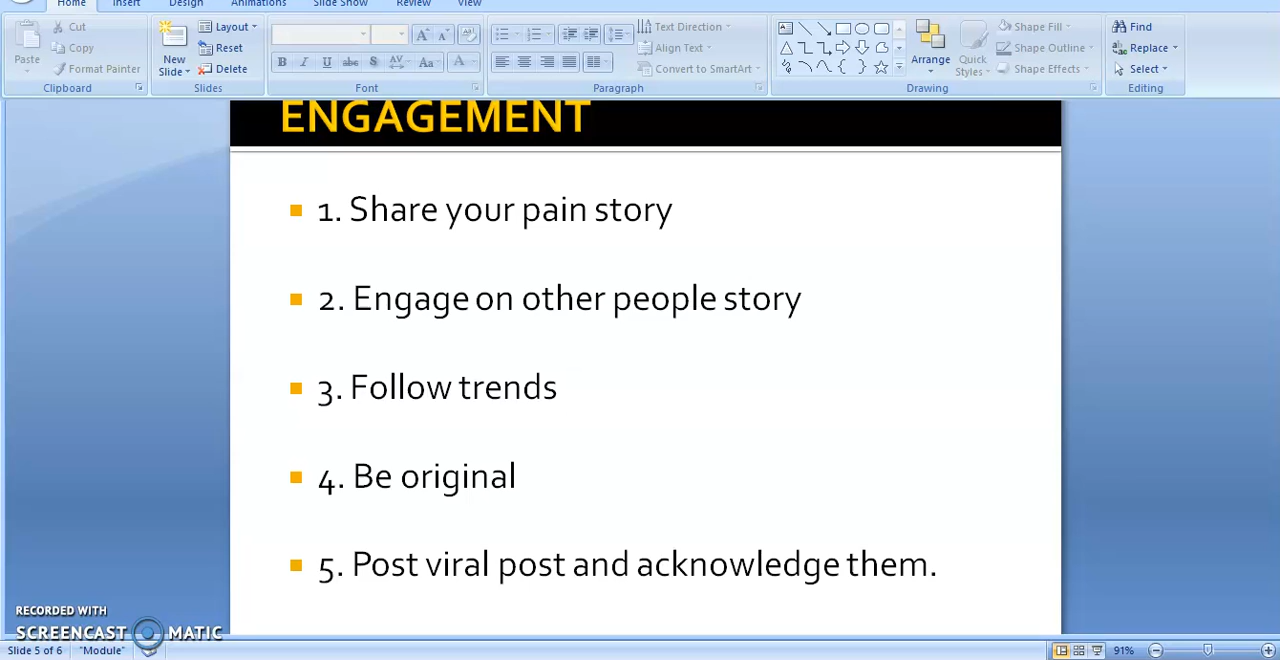 Home Insert Design Animations Slide Show Review View
Cut
Copy
Format Painter
Paste
Clipboard
New Slide
Layout
Reset
Delete
Slides
B I U abc S AV Aa A
Font
Text Direction
Align Text
Convert to SmartArt
Paragraph
Arrange
Quick Styles
Shape Fill
Shape Outline
Shape Effects
Drawing
Find
Replace
Select
Editing
ENGAGEMENT
1. Share your pain story
2. Engage on other people story
3. Follow trends
4. Be original
5. Post viral post and acknowledge them.
RECORDED WITH
SCREENCAST MATIC
Slide 5 of 6 "Module" 91%